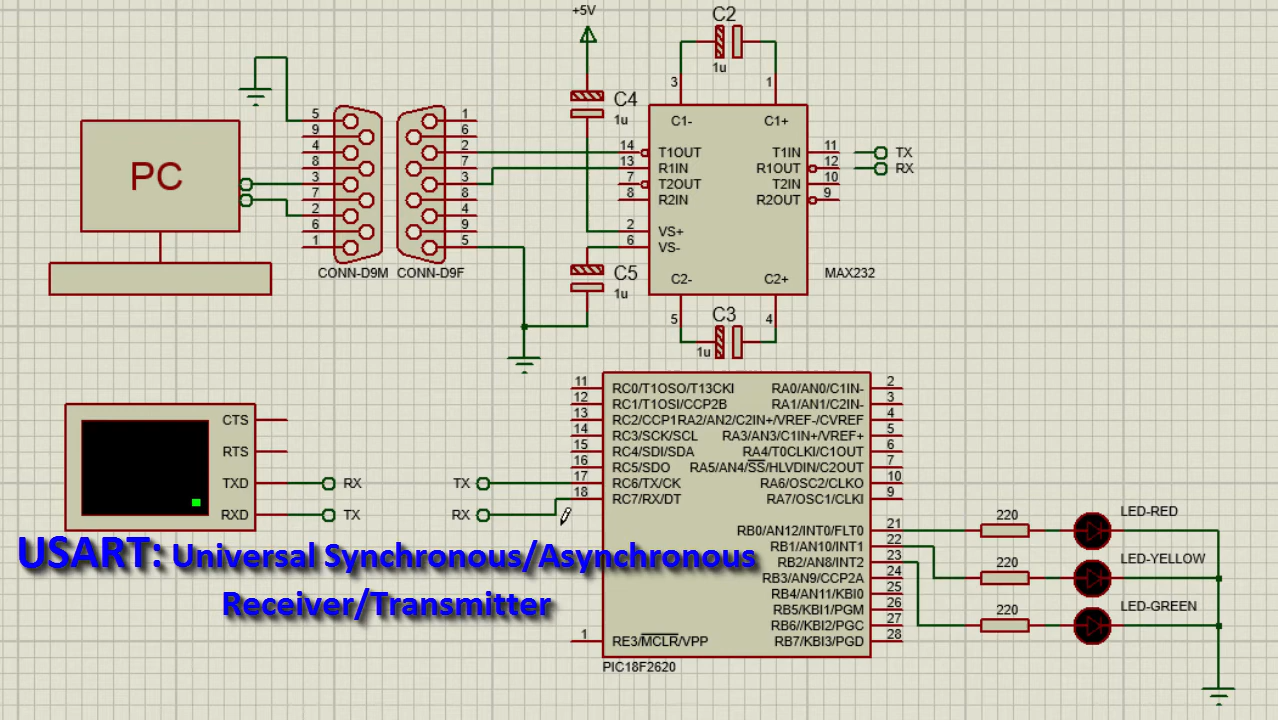 +5V
C2
1u
3
1
C4
1u
C1-
C1+
PC
5
9
4
8
3
7
2
6
1
CONN-D9M
1
6
2
7
3
8
4
9
5
CONN-D9F
14 T1OUT
13 R1IN
7 T2OUT
8 R2IN
2 VS+
6 VS-
T1IN 11 TX
R1OUT 12 RX
T2IN 10
R2OUT 9
C5
1u
C2-
C2+
MAX232
5
4
C3
1u
CTS
RTS
TXD RX
RXD TX
TX
RX
11 RC0/T1OSO/T13CKI
12 RC1/T1OSI/CCP2B
13 RC2/CCP1
14 RC3/SCK/SCL
15 RC4/SDI/SDA
16 RC5/SDO
17 RC6/TX/CK
18 RC7/RX/DT
1 RE3/MCLR/VPP
RA0/AN0/C1IN- 2
RA1/AN1/C2IN- 3
RA2/AN2/C2IN+/VREF-/CVREF 4
RA3/AN3/C1IN+/VREF+ 5
RA4/T0CLKI/C1OUT 6
RA5/AN4/SS/HLVDIN/C2OUT 7
RA6/OSC2/CLKO 10
RA7/OSC1/CLKI 9
RB0/AN12/INT0/FLT0 21
RB1/AN10/INT1 22
RB2/AN8/INT2 23
RB3/AN9/CCP2A 24
RB4/AN11/KBI0 25
RB5/KBI1/PGM 26
RB6//KBI2/PGC 27
RB7/KBI3/PGD 28
PIC18F2620
220 LED-RED
220 LED-YELLOW
220 LED-GREEN
USART: Universal Synchronous/Asynchronous
Receiver/Transmitter